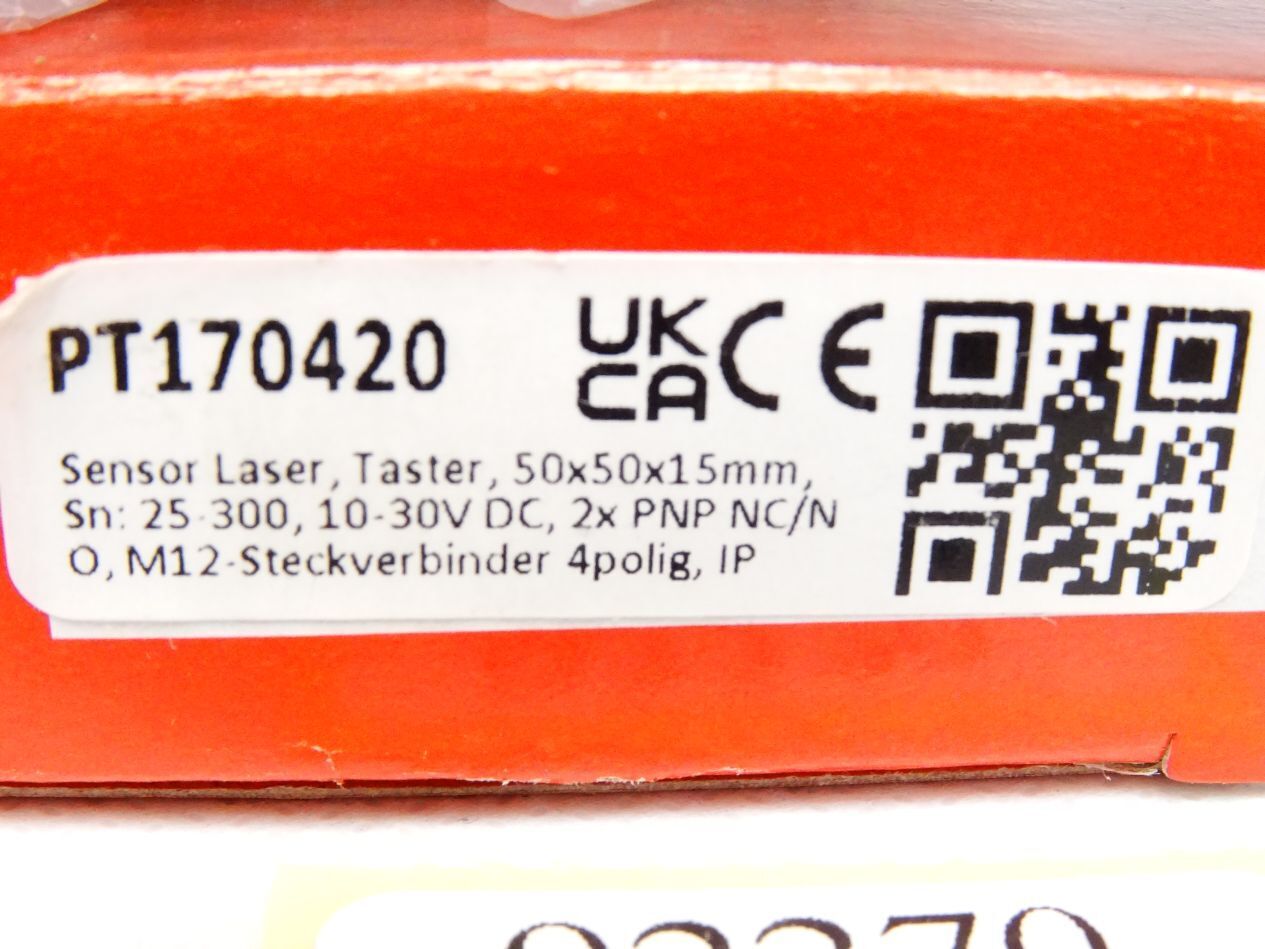 PT170420
UK
CA CE
Sensor Laser, Taster, 50x50x15mm,
Sn: 25-300, 10-30V DC, 2x PNP NC/N
O, M12-Steckverbinder 4polig, IP